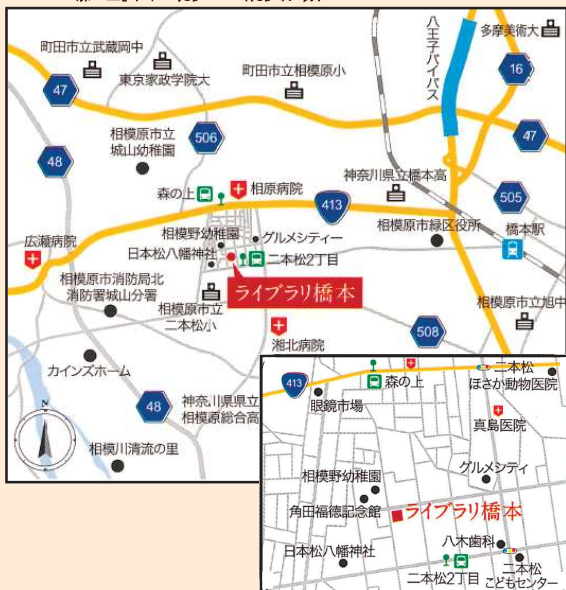 町田市立武蔵岡中
東京家政学院大
町田市立相模原小
八王子バイパス
多摩美術大
16
47
48
506
47
相模原市立
城山幼稚園
神奈川県立橋本高
505
森の上
相原病院
413
相模原市緑区役所
橋本駅
広瀬病院
相模野幼稚園
グルメシティー
日本松八幡神社
二本松2丁目
ライブラリ橋本
相模原市消防局北
消防署城山分署
相模原市立
二本松小
相模原市立旭中
508
湘北病院
カインズホーム
48
神奈川県県立
相模原総合高
N
相模川清流の里
413
森の上
二本松
ほさか動物医院
眼鏡市場
真島医院
グルメシティ
相模野幼稚園
角田福徳記念館
ライブラリ橋本
八木歯科
日本松八幡神社
二本松2丁目
二本松
こどもセンター